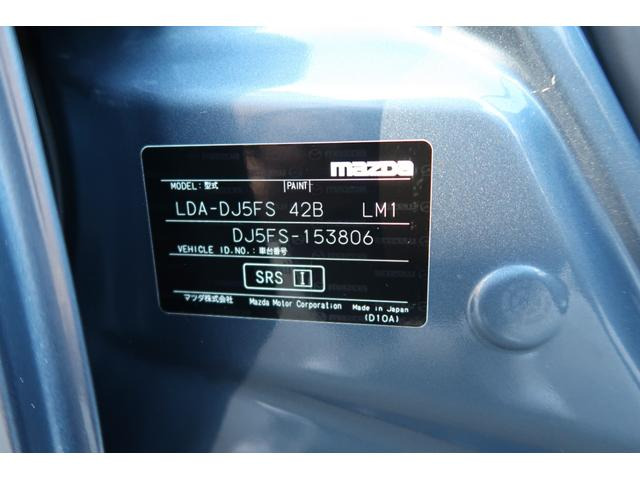 mazda
MODEL:型式 PAINT
LDA-DJ5FS 42B LM1
DJ5FS-153806
VEHICLE ID.NO.:車台番号
SRS I
マツダ株式会社 Mazda Motor Corporation Made in Japan
(D10A)